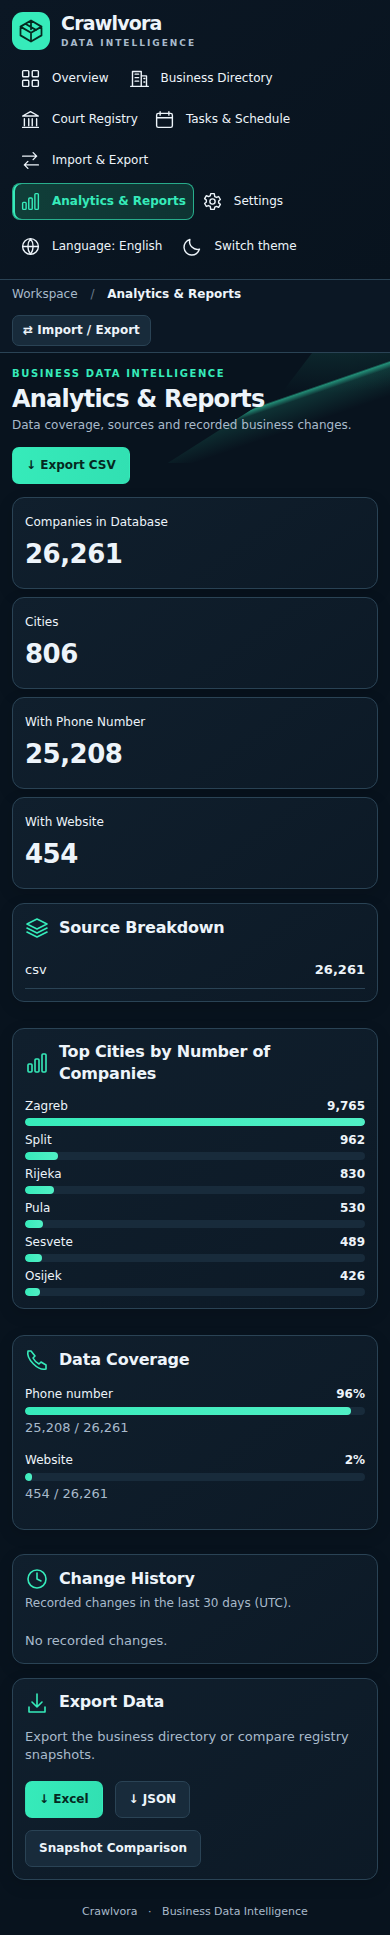 Crawlvora
DATA INTELLIGENCE
Overview
Business Directory
Court Registry
Tasks & Schedule
Import & Export
Analytics & Reports
Settings
Language: English
Switch theme
Workspace / Analytics & Reports
⇄ Import / Export
BUSINESS DATA INTELLIGENCE
Analytics & Reports
Data coverage, sources and recorded business changes.
↓ Export CSV
Companies in Database
26,261
Cities
806
With Phone Number
25,208
With Website
454
Source Breakdown
csv 26,261
Top Cities by Number of
Companies
Zagreb 9,765
Split 962
Rijeka 830
Pula 530
Sesvete 489
Osijek 426
Data Coverage
Phone number 96%
25,208 / 26,261
Website 2%
454 / 26,261
Change History
Recorded changes in the last 30 days (UTC).
No recorded changes.
Export Data
Export the business directory or compare registry
snapshots.
↓ Excel
↓ JSON
Snapshot Comparison
Crawlvora · Business Data Intelligence